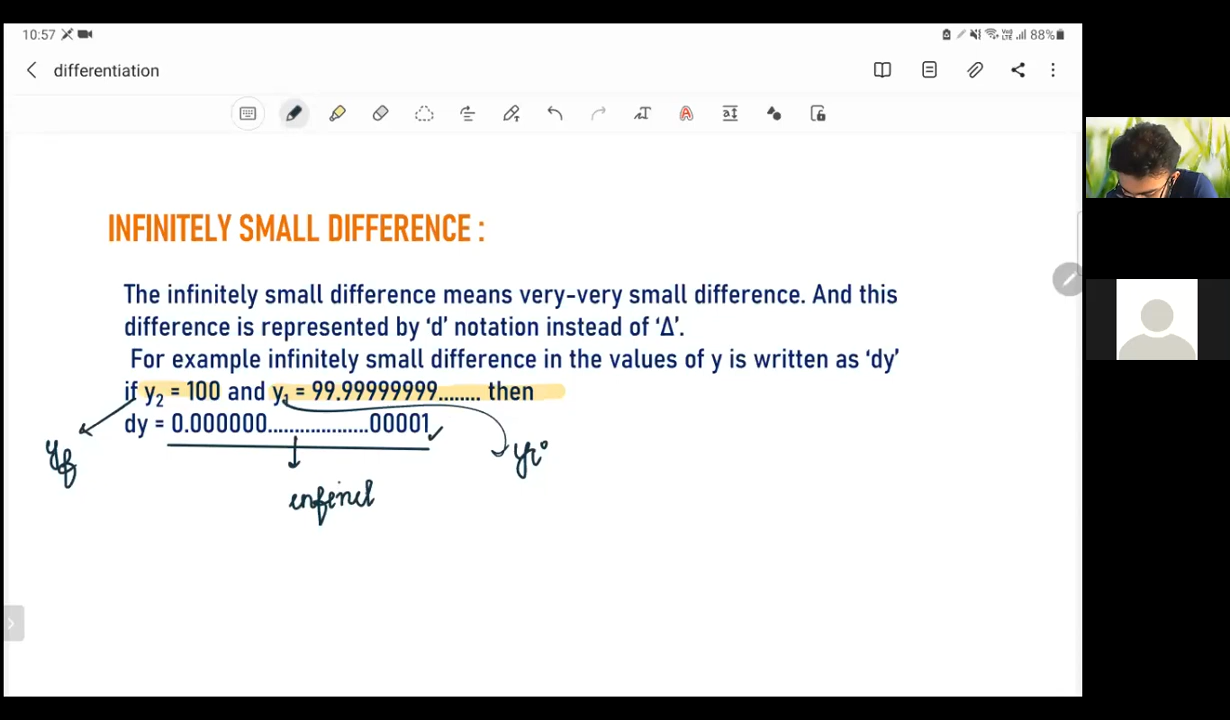 10:57
88%
differentiation
INFINITELY SMALL DIFFERENCE :
The infinitely small difference means very-very small difference. And this
difference is represented by ‘d’ notation instead of ‘Δ’.
For example infinitely small difference in the values of y is written as ‘dy’
if y₂ = 100 and y₁ = 99.99999999........ then
dy = 0.000000...................00001
yf
yi
infinit